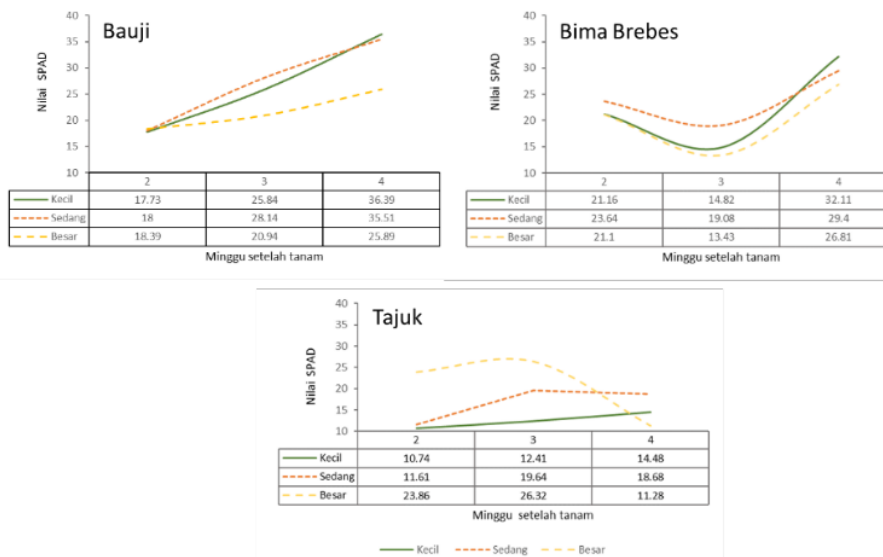 Bauji
Nilai SPAD
40
35
30
25
20
15
10
2 3 4
Kecil 17.73 25.84 36.39
Sedang 18 28.14 35.51
Besar 18.39 20.94 25.89
Minggu setelah tanam
Bima Brebes
Nilai SPAD
40
35
30
25
20
15
10
2 3 4
Kecil 21.16 14.82 32.11
Sedang 23.64 19.08 29.4
Besar 21.1 13.43 26.81
Minggu setelah tanam
Tajuk
Nilai SPAD
40
35
30
25
20
15
10
2 3 4
Kecil 10.74 12.41 14.48
Sedang 11.61 19.64 18.68
Besar 23.86 26.32 11.28
Minggu setelah tanam
Kecil Sedang Besar